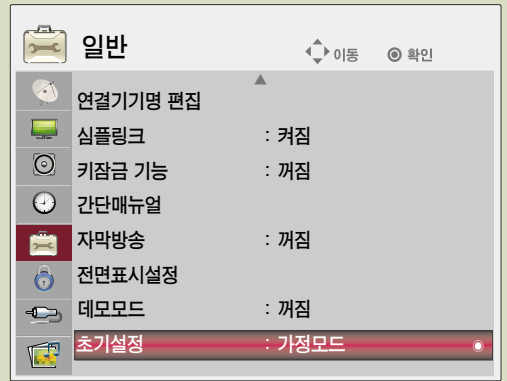 일반
이동 확인
연결기기명 편집
심플링크 : 켜짐
키잠금 기능 : 꺼짐
간단매뉴얼
자막방송 : 꺼짐
전면표시설정
데모모드 : 꺼짐
초기설정 : 가정모드